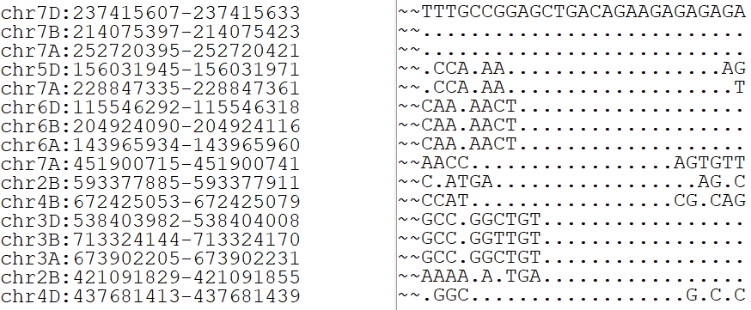 chr7D:237415607-237415633 ~~TTTGCCGGAGCTGACAGAAGAGAGAGA
chr7B:214075397-214075423 ~~...........................
chr7A:252720395-252720421 ~~...........................
chr5D:156031945-156031971 ~~.CCA.AA..................AG
chr7A:228847335-228847361 ~~.CCA.AA...................T
chr6D:115546292-115546318 ~~CAA.AACT...................
chr6B:204924090-204924116 ~~CAA.AACT...................
chr6A:143965934-143965960 ~~CAA.AACT...................
chr7A:451900715-451900741 ~~AACC.................AGTGTT
chr2B:593377885-593377911 ~~C.ATGA.................AG.C
chr4B:672425053-672425079 ~~CCAT.................CG.CAG
chr3D:538403982-538404008 ~~GCC.GGCTGT.................
chr3B:713324144-713324170 ~~GCC.GGTTGT.................
chr3A:673902205-673902231 ~~GCC.GGCTGT.................
chr2B:421091829-421091855 ~~AAAA.A.TGA.................
chr4D:437681413-437681439 ~~.GGC..................G.C.C